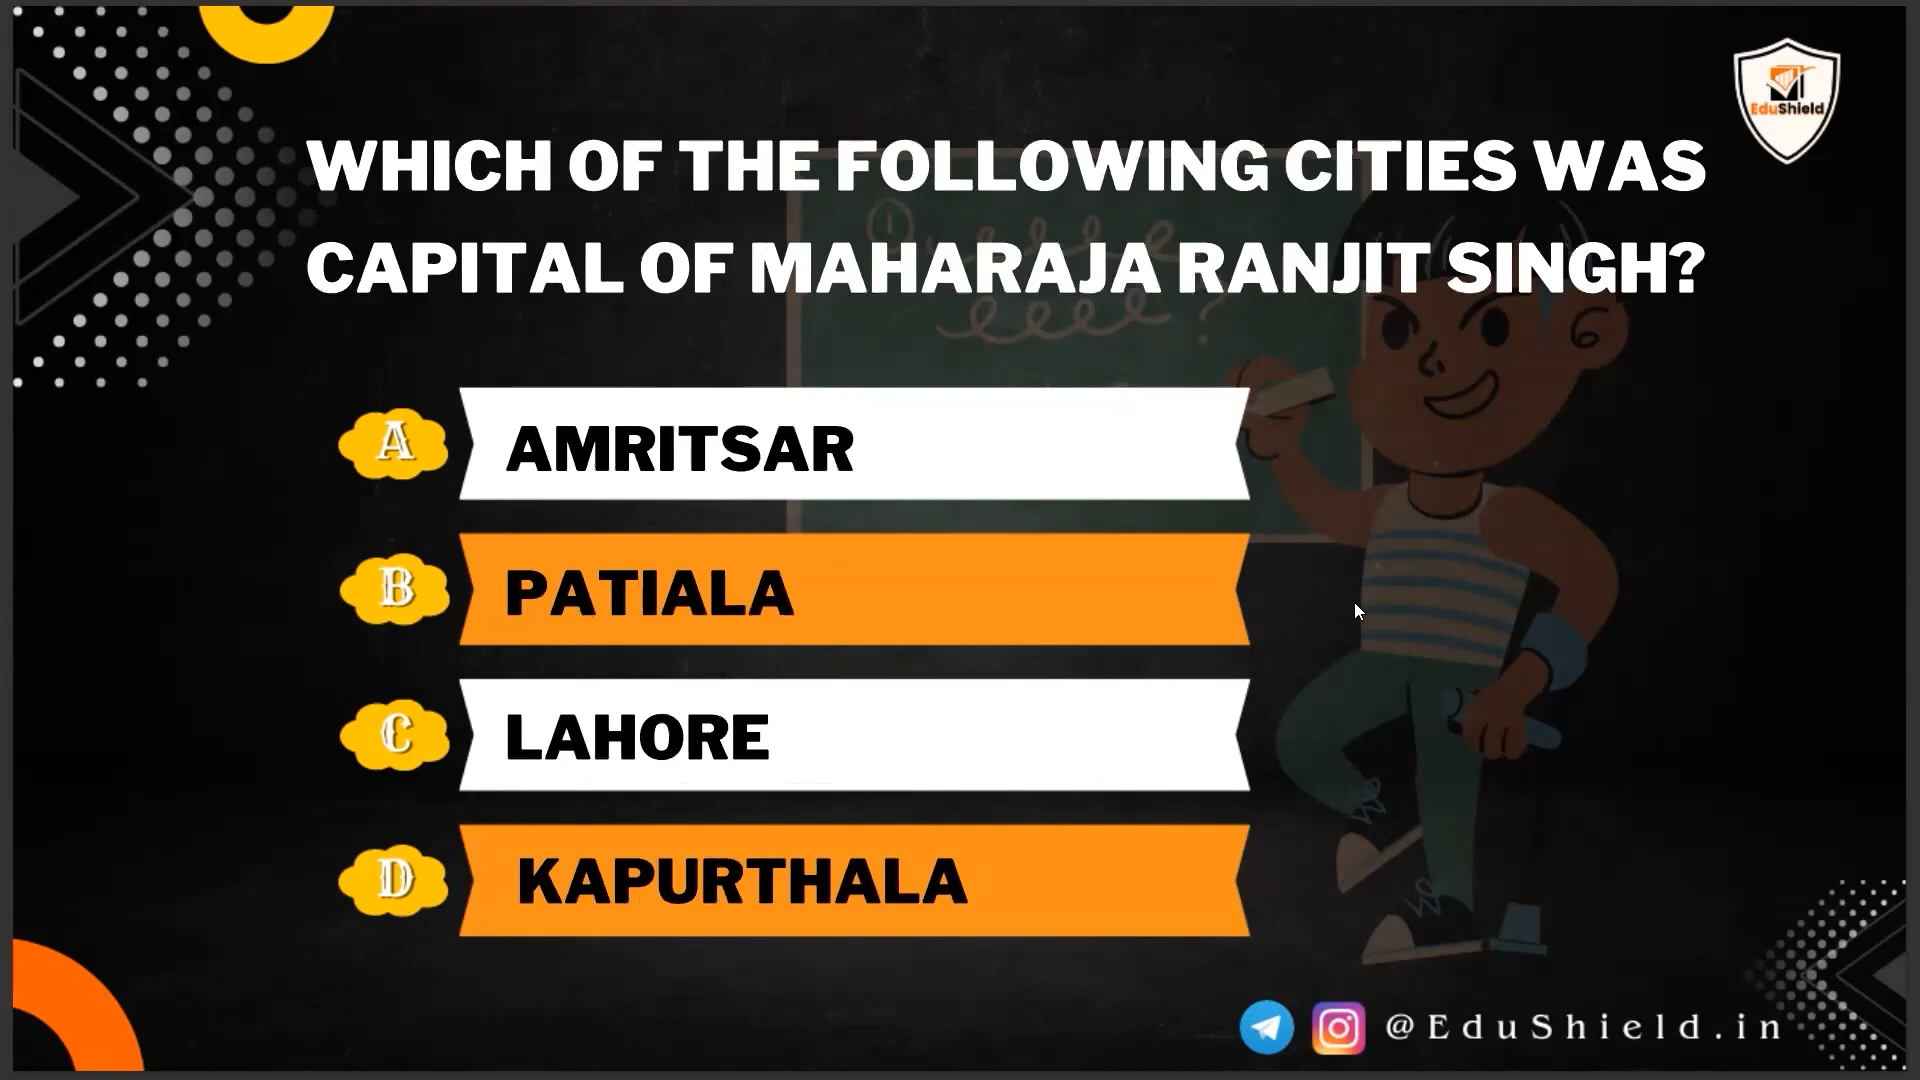 EduShield
WHICH OF THE FOLLOWING CITIES WAS
CAPITAL OF MAHARAJA RANJIT SINGH?
A AMRITSAR
B PATIALA
C LAHORE
D KAPURTHALA
@EduShield.in